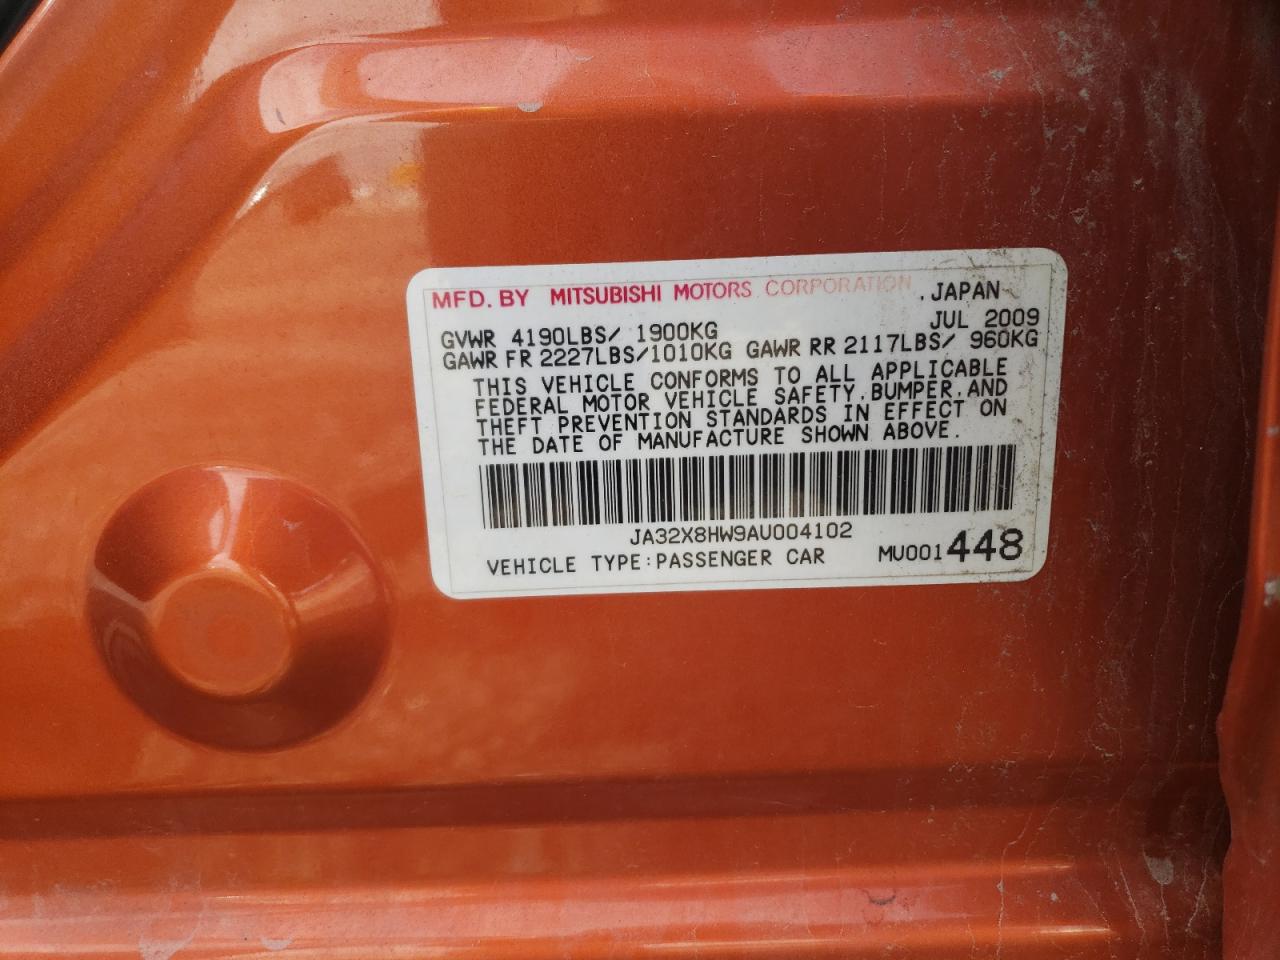 MFD. BY MITSUBISHI MOTORS CORPORATION , JAPAN
JUL 2009
GVWR 4190LBS/ 1900KG
GAWR FR 2227LBS/1010KG GAWR RR 2117LBS/ 960KG
THIS VEHICLE CONFORMS TO ALL APPLICABLE
FEDERAL MOTOR VEHICLE SAFETY, BUMPER, AND
THEFT PREVENTION STANDARDS IN EFFECT ON
THE DATE OF MANUFACTURE SHOWN ABOVE.
JA32X8HW9AU004102
VEHICLE TYPE:PASSENGER CAR MU001448